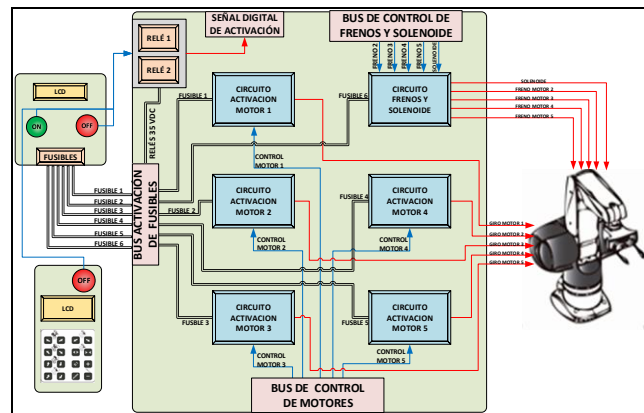 SEÑAL DIGITAL
DE ACTIVACIÓN
BUS DE CONTROL DE
FRENOS Y SOLENOIDE
RELÉ 1
RELÉ 2
RELÉS 35 VDC
FRENO 2
FRENO 3
FRENO 4
FRENO 5
SOLENOIDE
LCD
ON
OFF
FUSIBLES
FUSIBLE 1
FUSIBLE 2
FUSIBLE 3
FUSIBLE 4
FUSIBLE 5
FUSIBLE 6
BUS ACTIVACIÓN
DE FUSIBLES
FUSIBLE 1
CIRCUITO
ACTIVACION
MOTOR 1
FUSIBLE 6
CIRCUITO
FRENOS Y
SOLENOIDE
SOLENOIDE
FRENO MOTOR 2
FRENO MOTOR 3
FRENO MOTOR 4
FRENO MOTOR 5
CONTROL
MOTOR 1
FUSIBLE 2
CIRCUITO
ACTIVACIÓN
MOTOR 2
FUSIBLE 4
CIRCUITO
ACTIVACIÓN
MOTOR 4
CONTROL
MOTOR 2
CONTROL
MOTOR 4
GIRO MOTOR 1
GIRO MOTOR 2
GIRO MOTOR 3
GIRO MOTOR 4
GIRO MOTOR 5
OFF
LCD
FUSIBLE 3
CIRCUITO
ACTIVACIÓN
MOTOR 3
FUSBLE 5
CIRCUITO
ACTIVACIÓN
MOTOR 5
CONTROL
MOTOR 3
CONTROL
MOTOR 5
BUS DE CONTROL
DE MOTORES